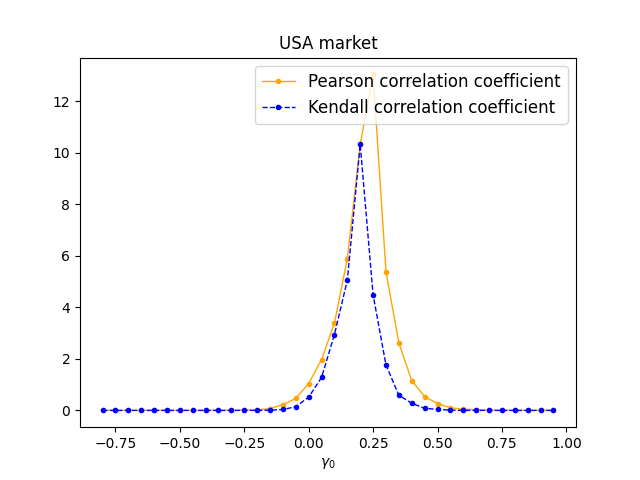 USA market
Pearson correlation coefficient
Kendall correlation coefficient
12
10
8
6
4
2
0
−0.75 −0.50 −0.25 0.00 0.25 0.50 0.75 1.00
γ₀